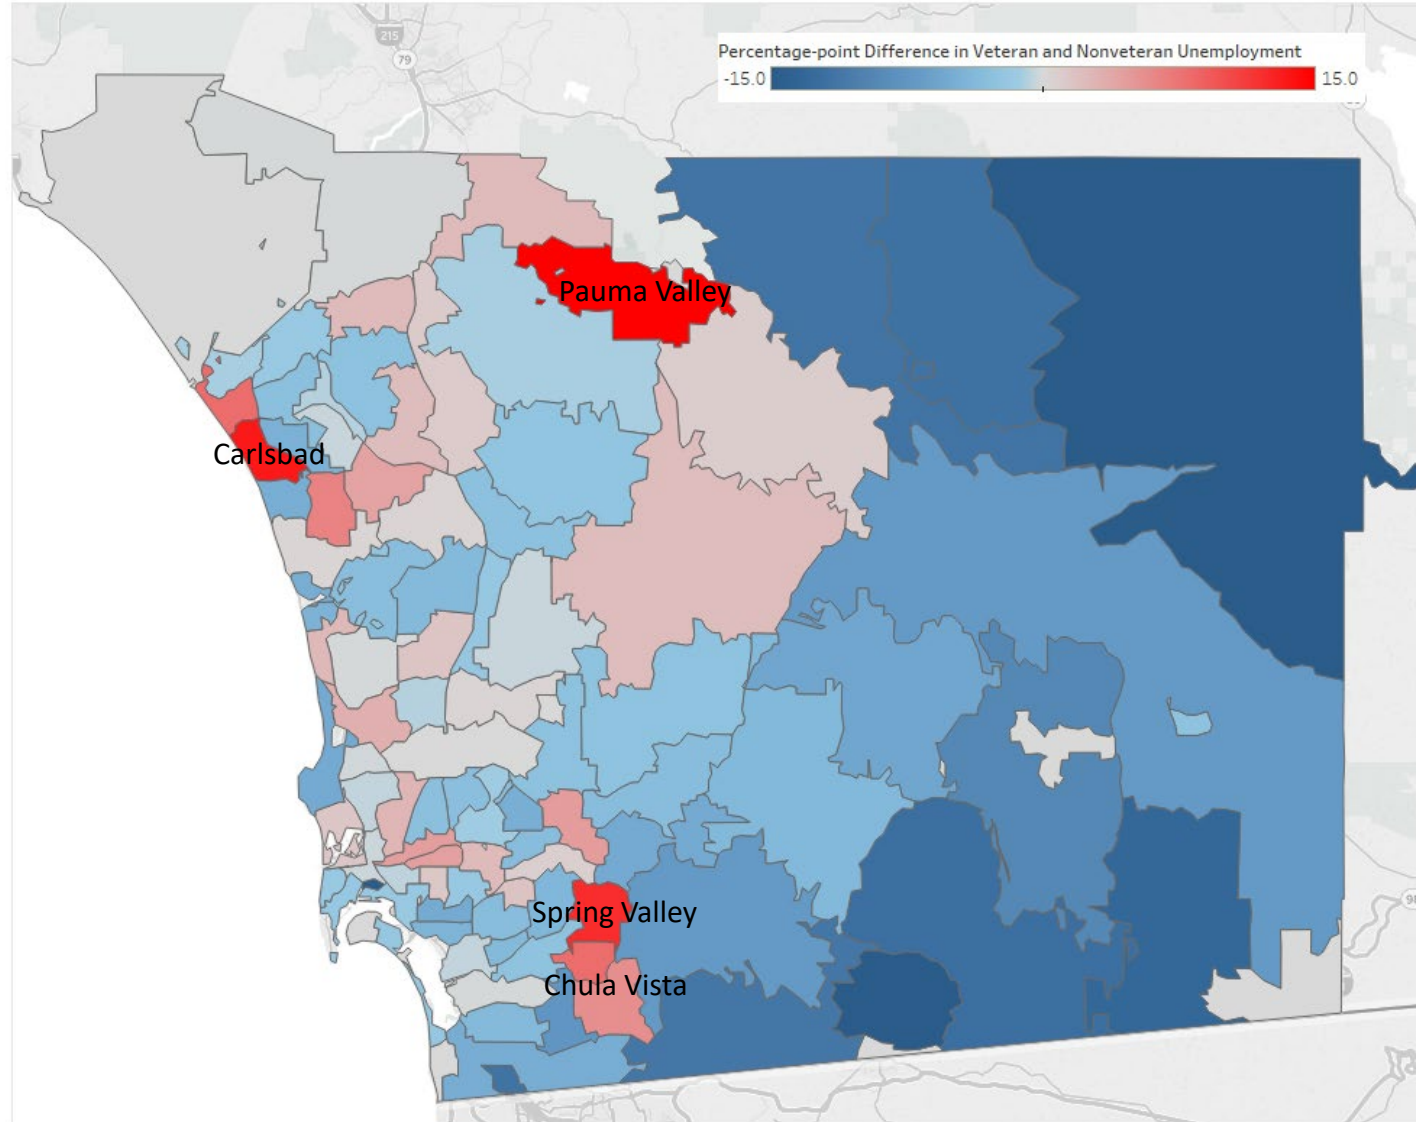 215
79
Percentage-point Difference in Veteran and Nonveteran Unemployment
-15.0 15.0
Pauma Valley
Carlsbad
Spring Valley
98
Chula Vista